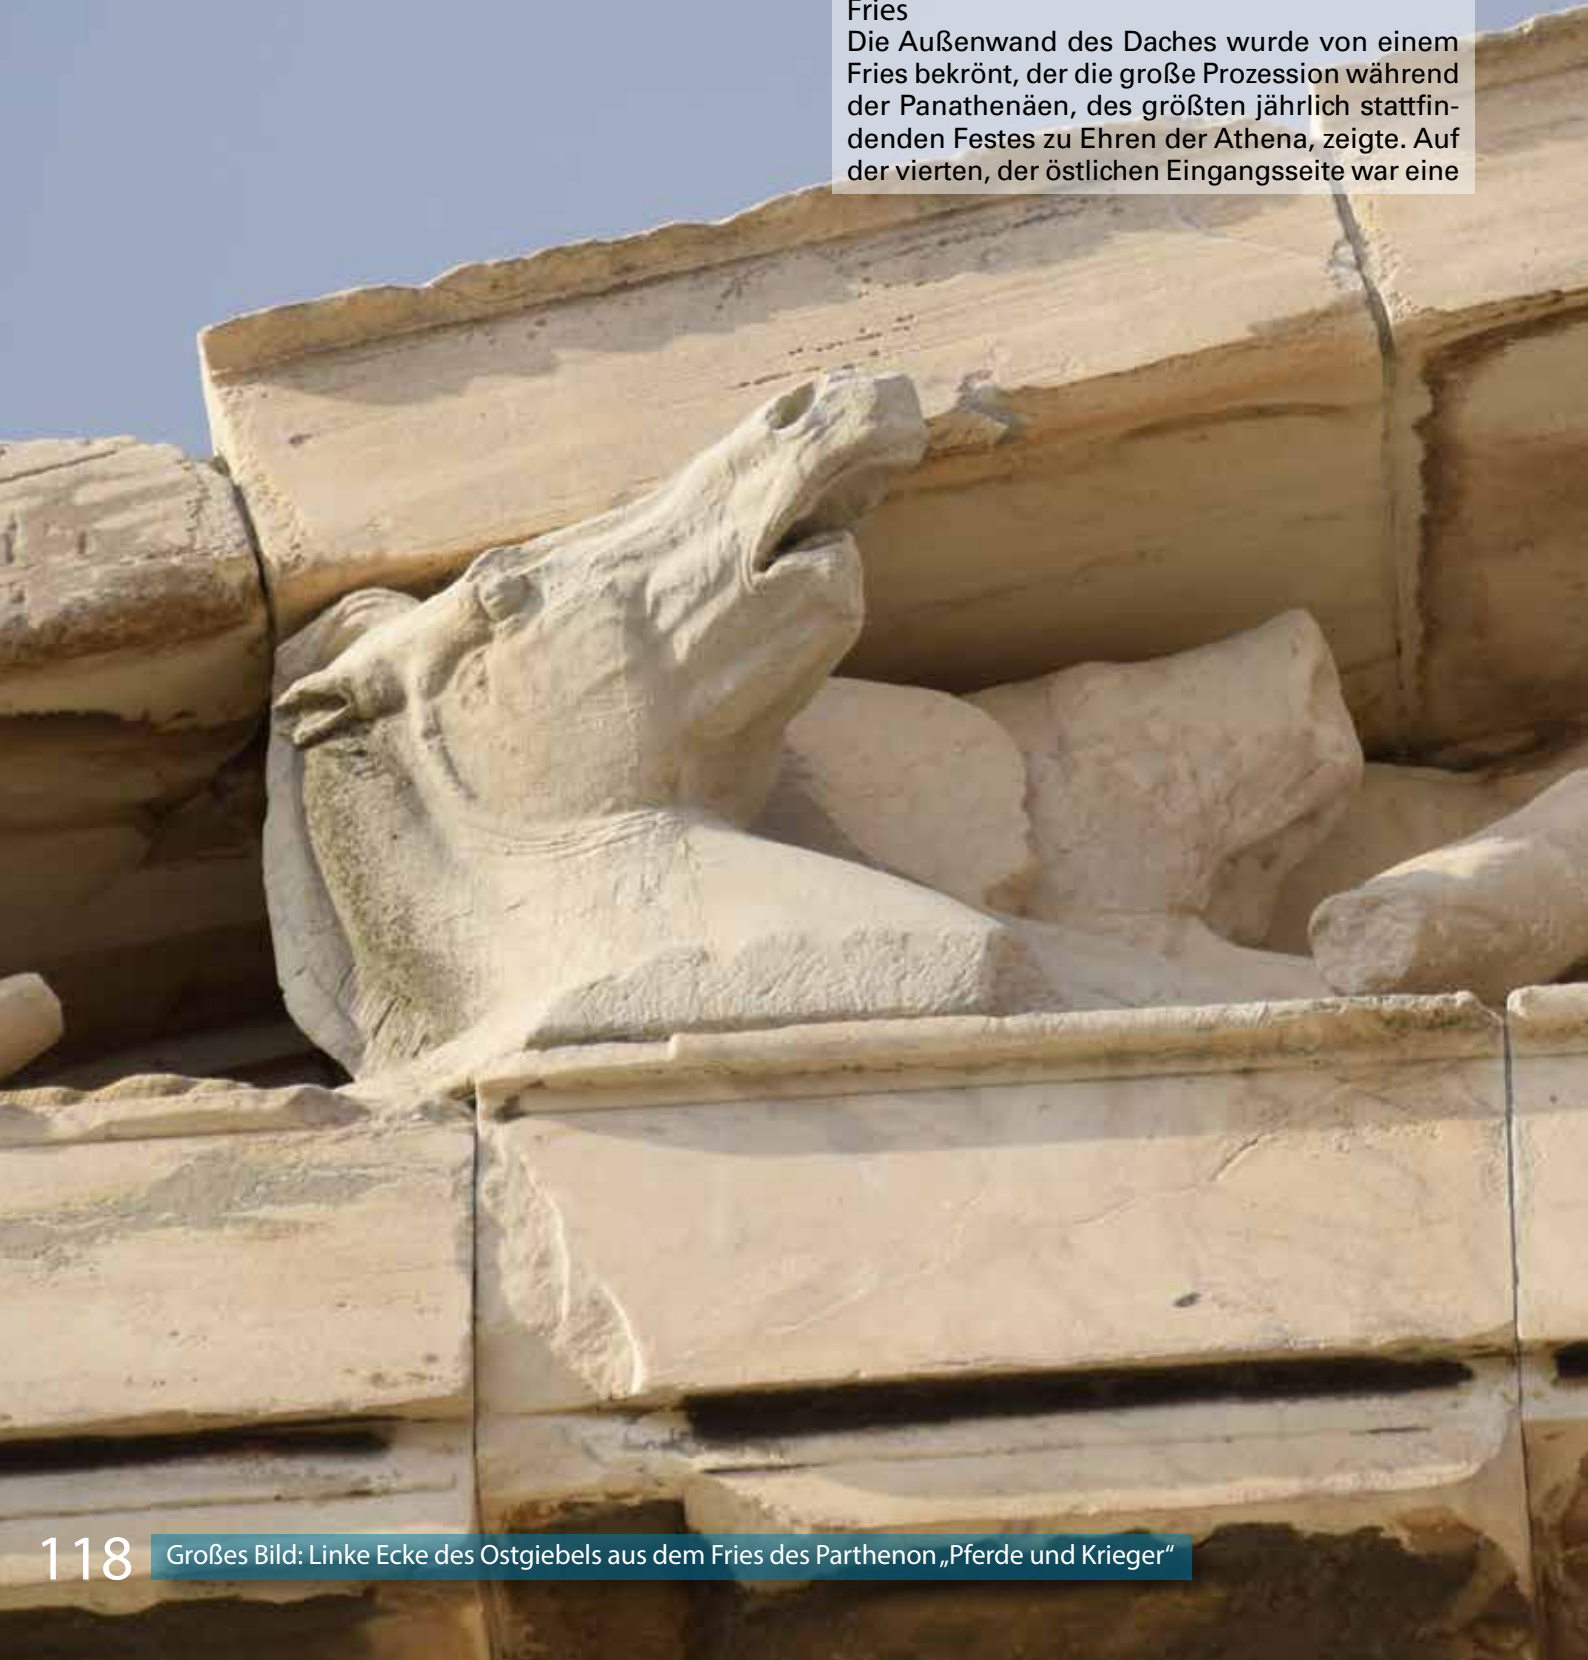 Fries
Die Außenwand des Daches wurde von einem
Fries bekrönt, der die große Prozession während
der Panathenäen, des größten jährlich stattfin-
denden Festes zu Ehren der Athena, zeigte. Auf
der vierten, der östlichen Eingangsseite war eine
118
Großes Bild: Linke Ecke des Ostgiebels aus dem Fries des Parthenon „Pferde und Krieger“